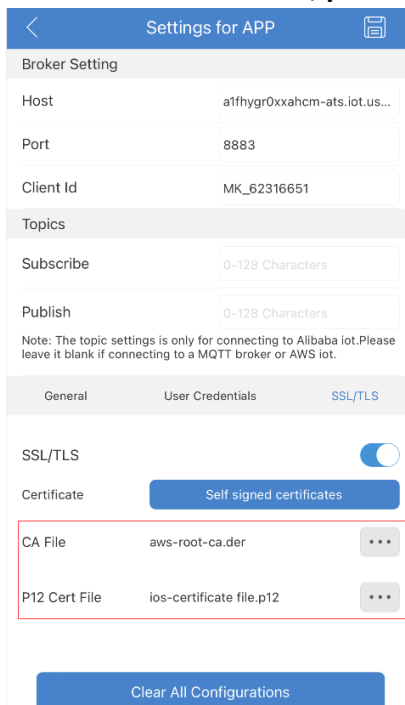 Settings for APP
Broker Setting
Host a1fhygr0xxahcm-ats.iot.us...
Port 8883
Client Id MK_62316651
Topics
Subscribe 0-128 Characters
Publish 0-128 Characters
Note: The topic settings is only for connecting to Alibaba iot.Please
leave it blank if connecting to a MQTT broker or AWS iot.
General User Credentials SSL/TLS
SSL/TLS
Certificate Self signed certificates
CA File aws-root-ca.der ...
P12 Cert File ios-certificate file.p12 ...
Clear All Configurations